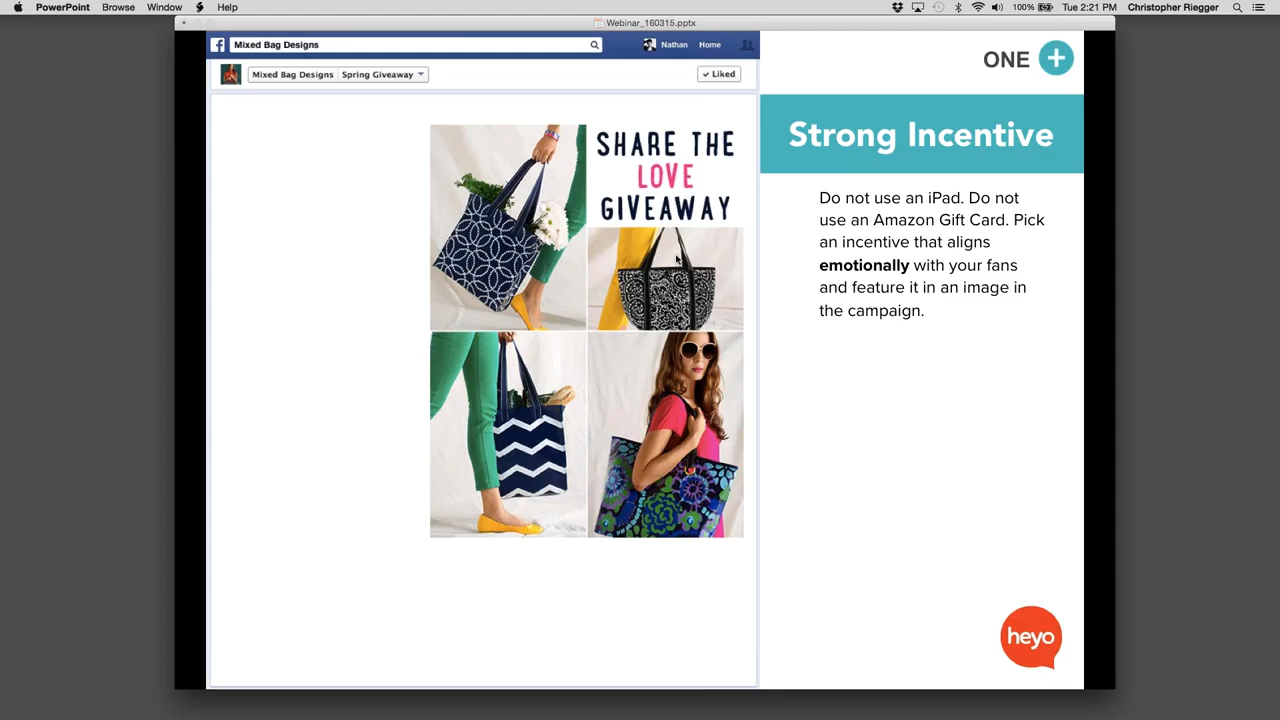 PowerPoint Browse Window Help 100% Tue 2:21 PM Christopher Riegger
Webinar_160315.pptx
Mixed Bag Designs Nathan Home
Mixed Bag Designs Spring Giveaway Liked
ONE +
Strong Incentive
SHARE THE
LOVE
GIVEAWAY
Do not use an iPad. Do not
use an Amazon Gift Card. Pick
an incentive that aligns
emotionally with your fans
and feature it in an image in
the campaign.
heyo